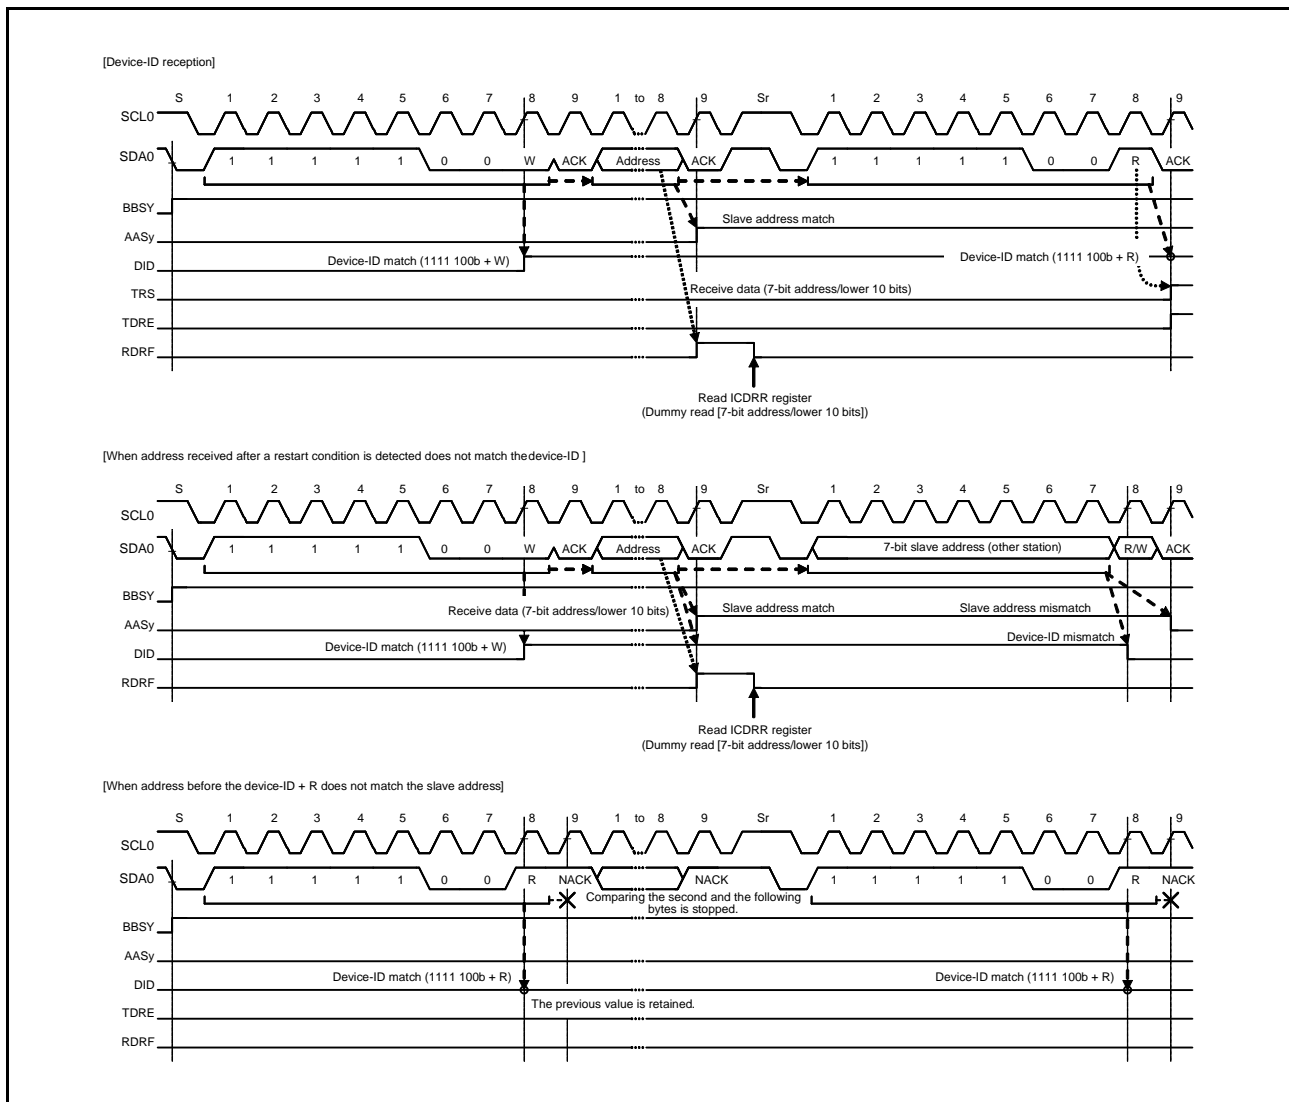 [Device-ID reception]
S 1 2 3 4 5 6 7 8 9 1 to 8 9 Sr 1 2 3 4 5 6 7 8 9
SCL0
SDA0 1 1 1 1 1 0 0 W ACK Address ACK 1 1 1 1 1 0 0 R ACK
BBSY
Slave address match
AASy
Device-ID match (1111 100b + W) Device-ID match (1111 100b + R)
DID
Receive data (7-bit address/lower 10 bits)
TRS
TDRE
RDRF
Read ICDRR register
(Dummy read [7-bit address/lower 10 bits])
[When address received after a restart condition is detected does not match thedevice-ID ]
S 1 2 3 4 5 6 7 8 9 1 to 8 9 Sr 1 2 3 4 5 6 7 8 9
SCL0
SDA0 1 1 1 1 1 0 0 W ACK Address ACK 7-bit slave address (other station) R/W ACK
BBSY
Receive data (7-bit address/lower 10 bits) Slave address match Slave address mismatch
AASy
Device-ID match (1111 100b + W) Device-ID mismatch
DID
RDRF
Read ICDRR register
(Dummy read [7-bit address/lower 10 bits])
[When address before the device-ID + R does not match the slave address]
S 1 2 3 4 5 6 7 8 9 1 to 8 9 Sr 1 2 3 4 5 6 7 8 9
SCL0
SDA0 1 1 1 1 1 0 0 R NACK NACK 1 1 1 1 1 0 0 R NACK
Comparing the second and the following
bytes is stopped.
BBSY
AASy
Device-ID match (1111 100b + R) Device-ID match (1111 100b + R)
DID
The previous value is retained.
TDRE
RDRF